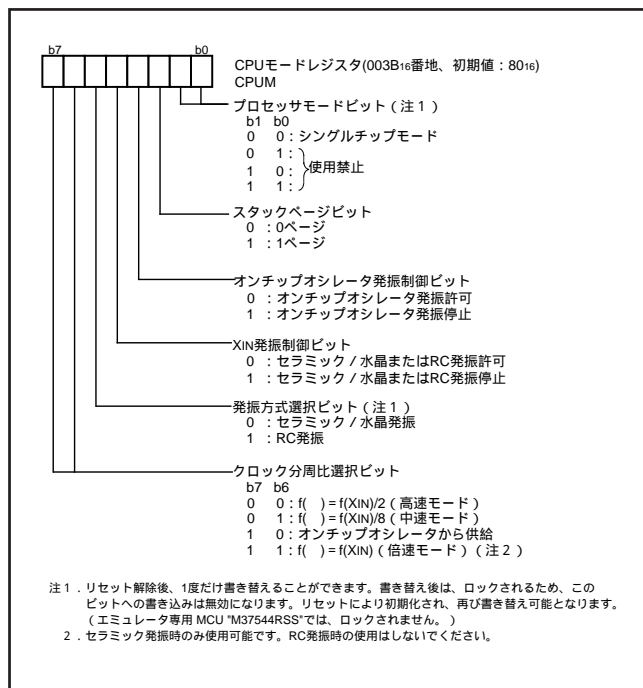 b7 b0
CPUモードレジスタ(003B16番地、初期値：8016)
CPUM
プロセッサモードビット（注１）
b1 b0
0 0：シングルチップモード
0 1：
1 0：
1 1：
使用禁止
スタックページビット
0 ：0ページ
1 ：1ページ
オンチップオシレータ発振制御ビット
0 ：オンチップオシレータ発振許可
1 ：オンチップオシレータ発振停止
XIN発振制御ビット
0 ：セラミック／水晶またはRC発振許可
1 ：セラミック／水晶またはRC発振停止
発振方式選択ビット（注１）
0 ：セラミック／水晶発振
1 ：RC発振
クロック分周比選択ビット
b7 b6
0 0：f( ) = f(XIN)/2（高速モード）
0 1：f( ) = f(XIN)/8（中速モード）
1 0：オンチップオシレータから供給
1 1：f( ) = f(XIN)（倍速モード）（注２）
注１．リセット解除後、1度だけ書き替えることができます。書き替え後は、ロックされるため、この
ビットへの書き込みは無効になります。リセットにより初期化され、再び書き替え可能となります。
（エミュレータ専用 MCU "M37544RSS"では、ロックされません。）
２．セラミック発振時のみ使用可能です。RC発振時の使用はしないでください。